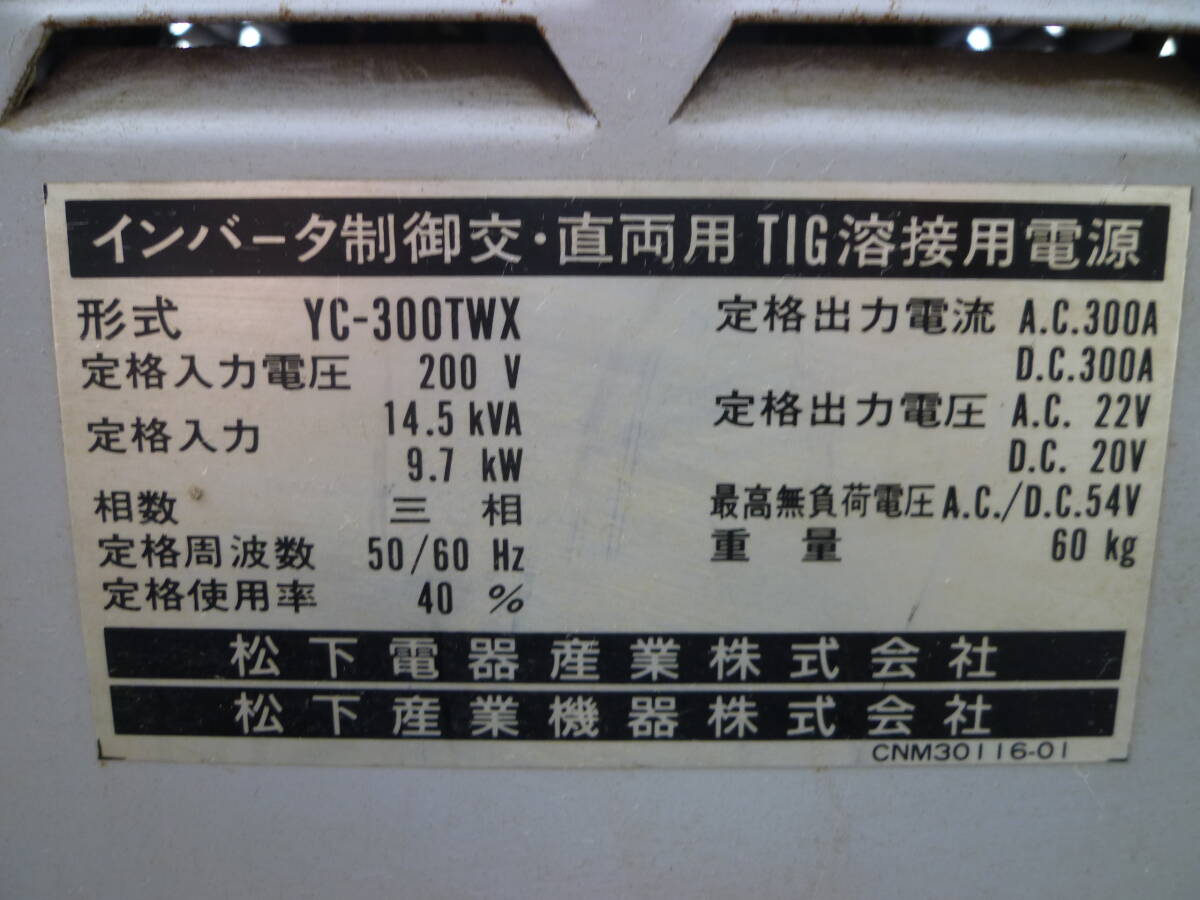 インバータ制御交・直両用 TIG溶接用電源
形式 YC-300TWX
定格入力電圧 200 V
定格入力 14.5 kVA
9.7 kW
相数 三相
定格周波数 50/60 Hz
定格使用率 40 %
定格出力電流 A.C.300A
D.C.300A
定格出力電圧 A.C. 22V
D.C. 20V
最高無負荷電圧 A.C./D.C.54V
重量 60 kg
松下電器産業株式会社
松下産業機器株式会社
CNM30116-01